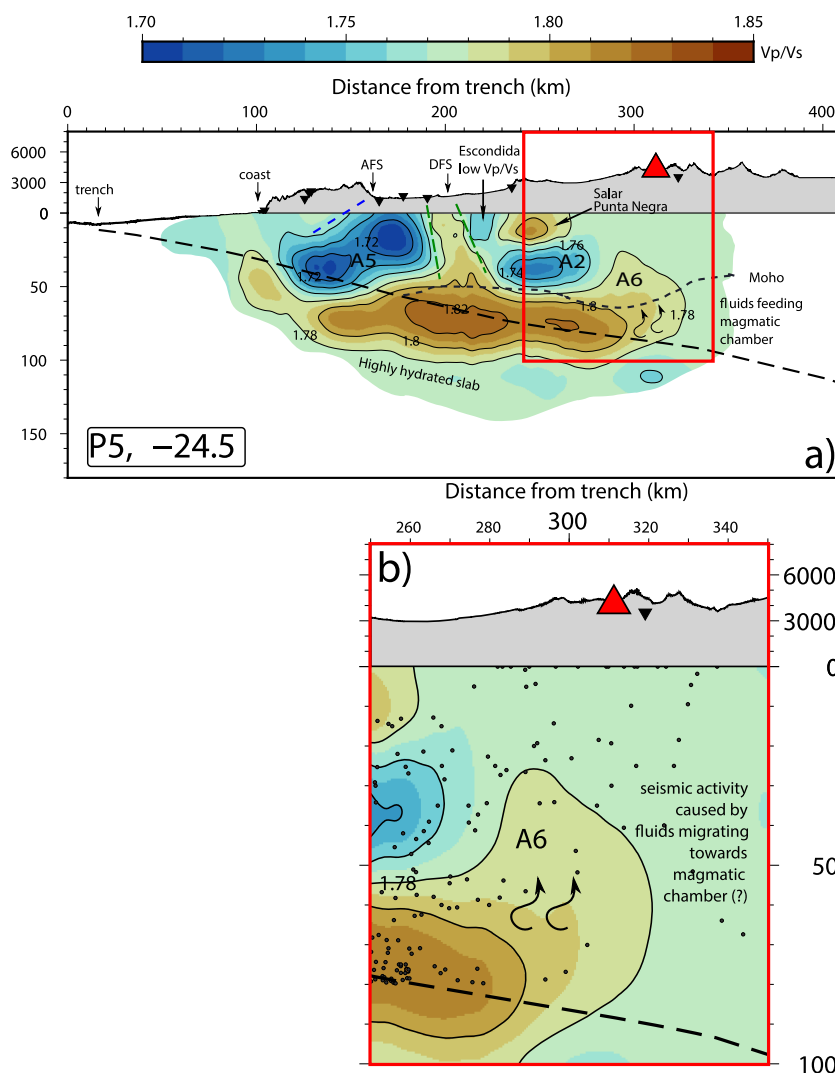 1.70 1.75 1.80 1.85
Vp/Vs
Distance from trench (km)
0 100 200 300 400
6000
3000
0
50
100
150
trench
coast
AFS
DFS
Escondida
low Vp/Vs
Salar
Punta Negra
1.72
A5
1.72
1.74
1.76
A2
A6
Moho
1.82
1.8
1.78
fluids feeding
magmatic
chamber
1.78
1.8
Highly hydrated slab
P5, −24.5
a)
Distance from trench (km)
260 280 300 320 340
b)
6000
3000
0
50
100
A6
1.78
seismic activity
caused by
fluids migrating
towards
magmatic
chamber (?)